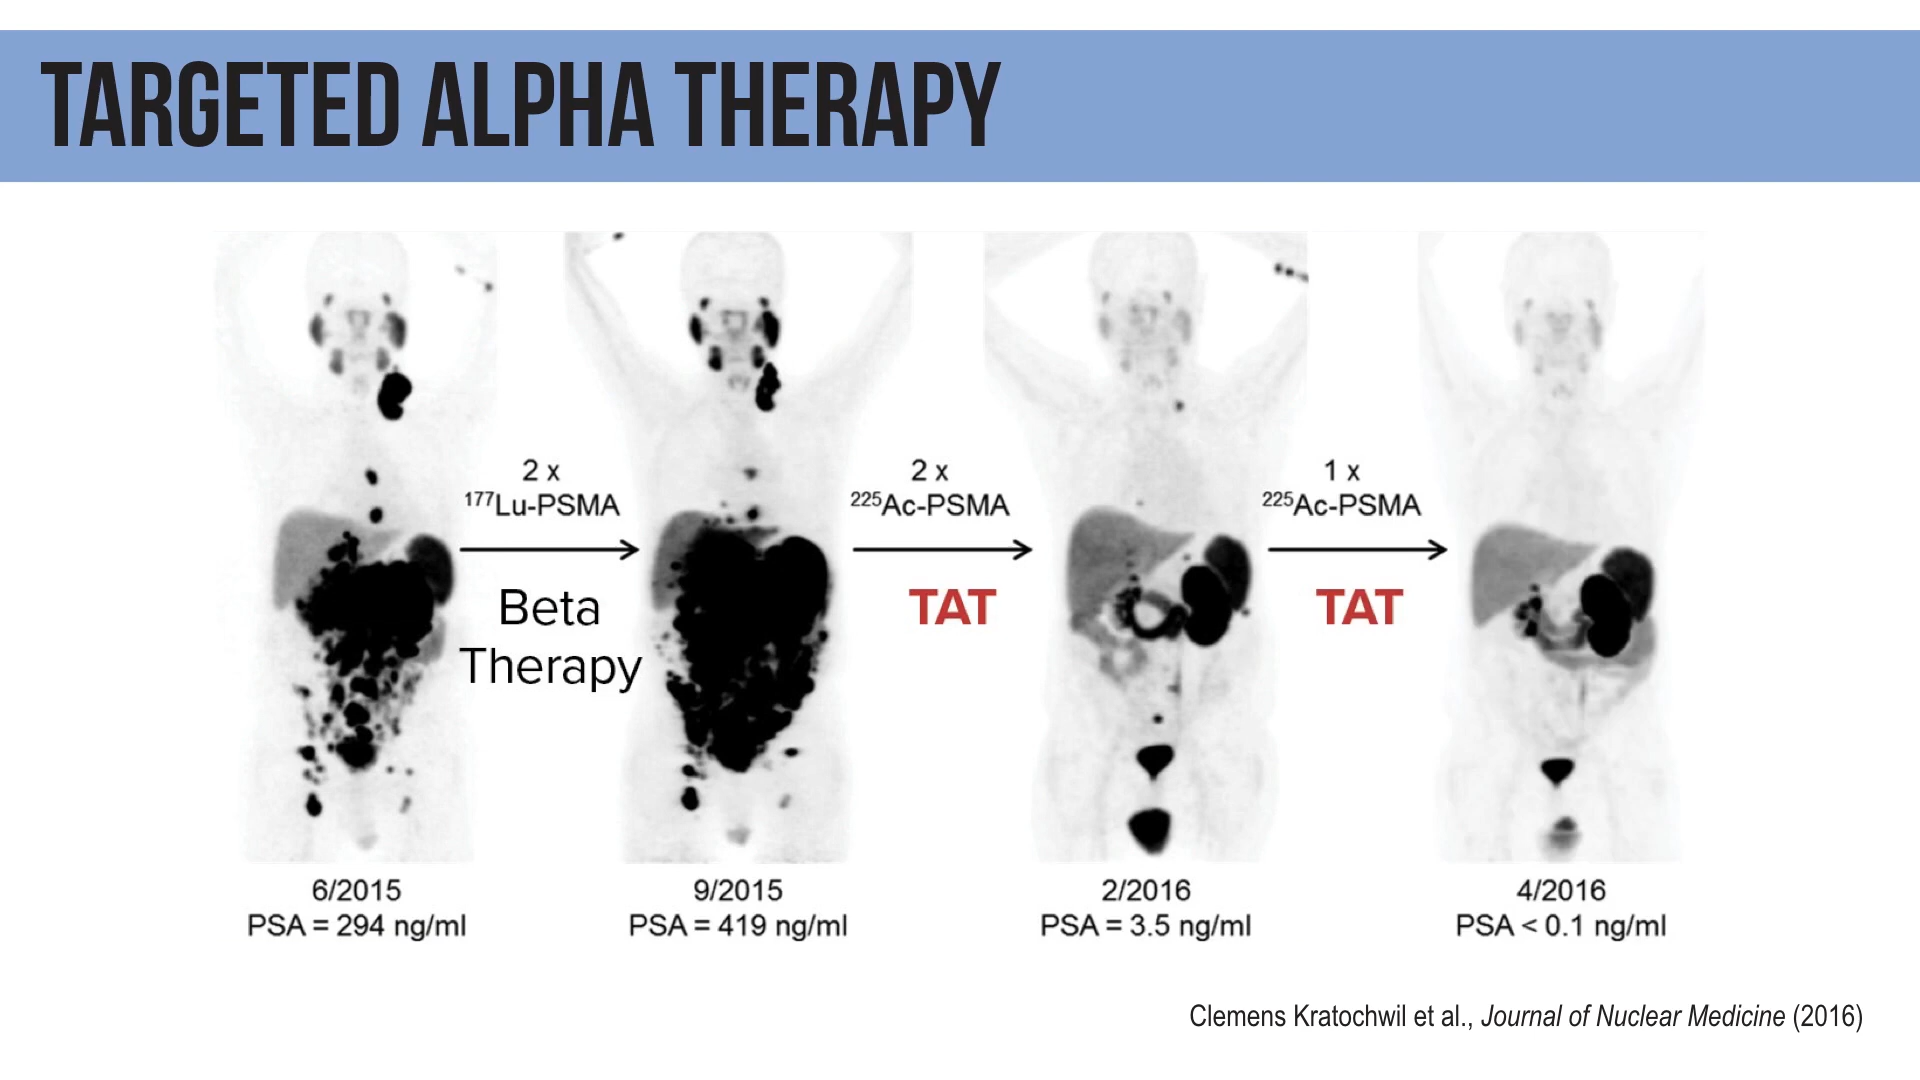 TARGETED ALPHA THERAPY
2 x
¹⁷⁷Lu-PSMA
Beta
Therapy
2 x
²²⁵Ac-PSMA
TAT
1 x
²²⁵Ac-PSMA
TAT
6/2015
PSA = 294 ng/ml
9/2015
PSA = 419 ng/ml
2/2016
PSA = 3.5 ng/ml
4/2016
PSA < 0.1 ng/ml
Clemens Kratochwil et al., Journal of Nuclear Medicine (2016)